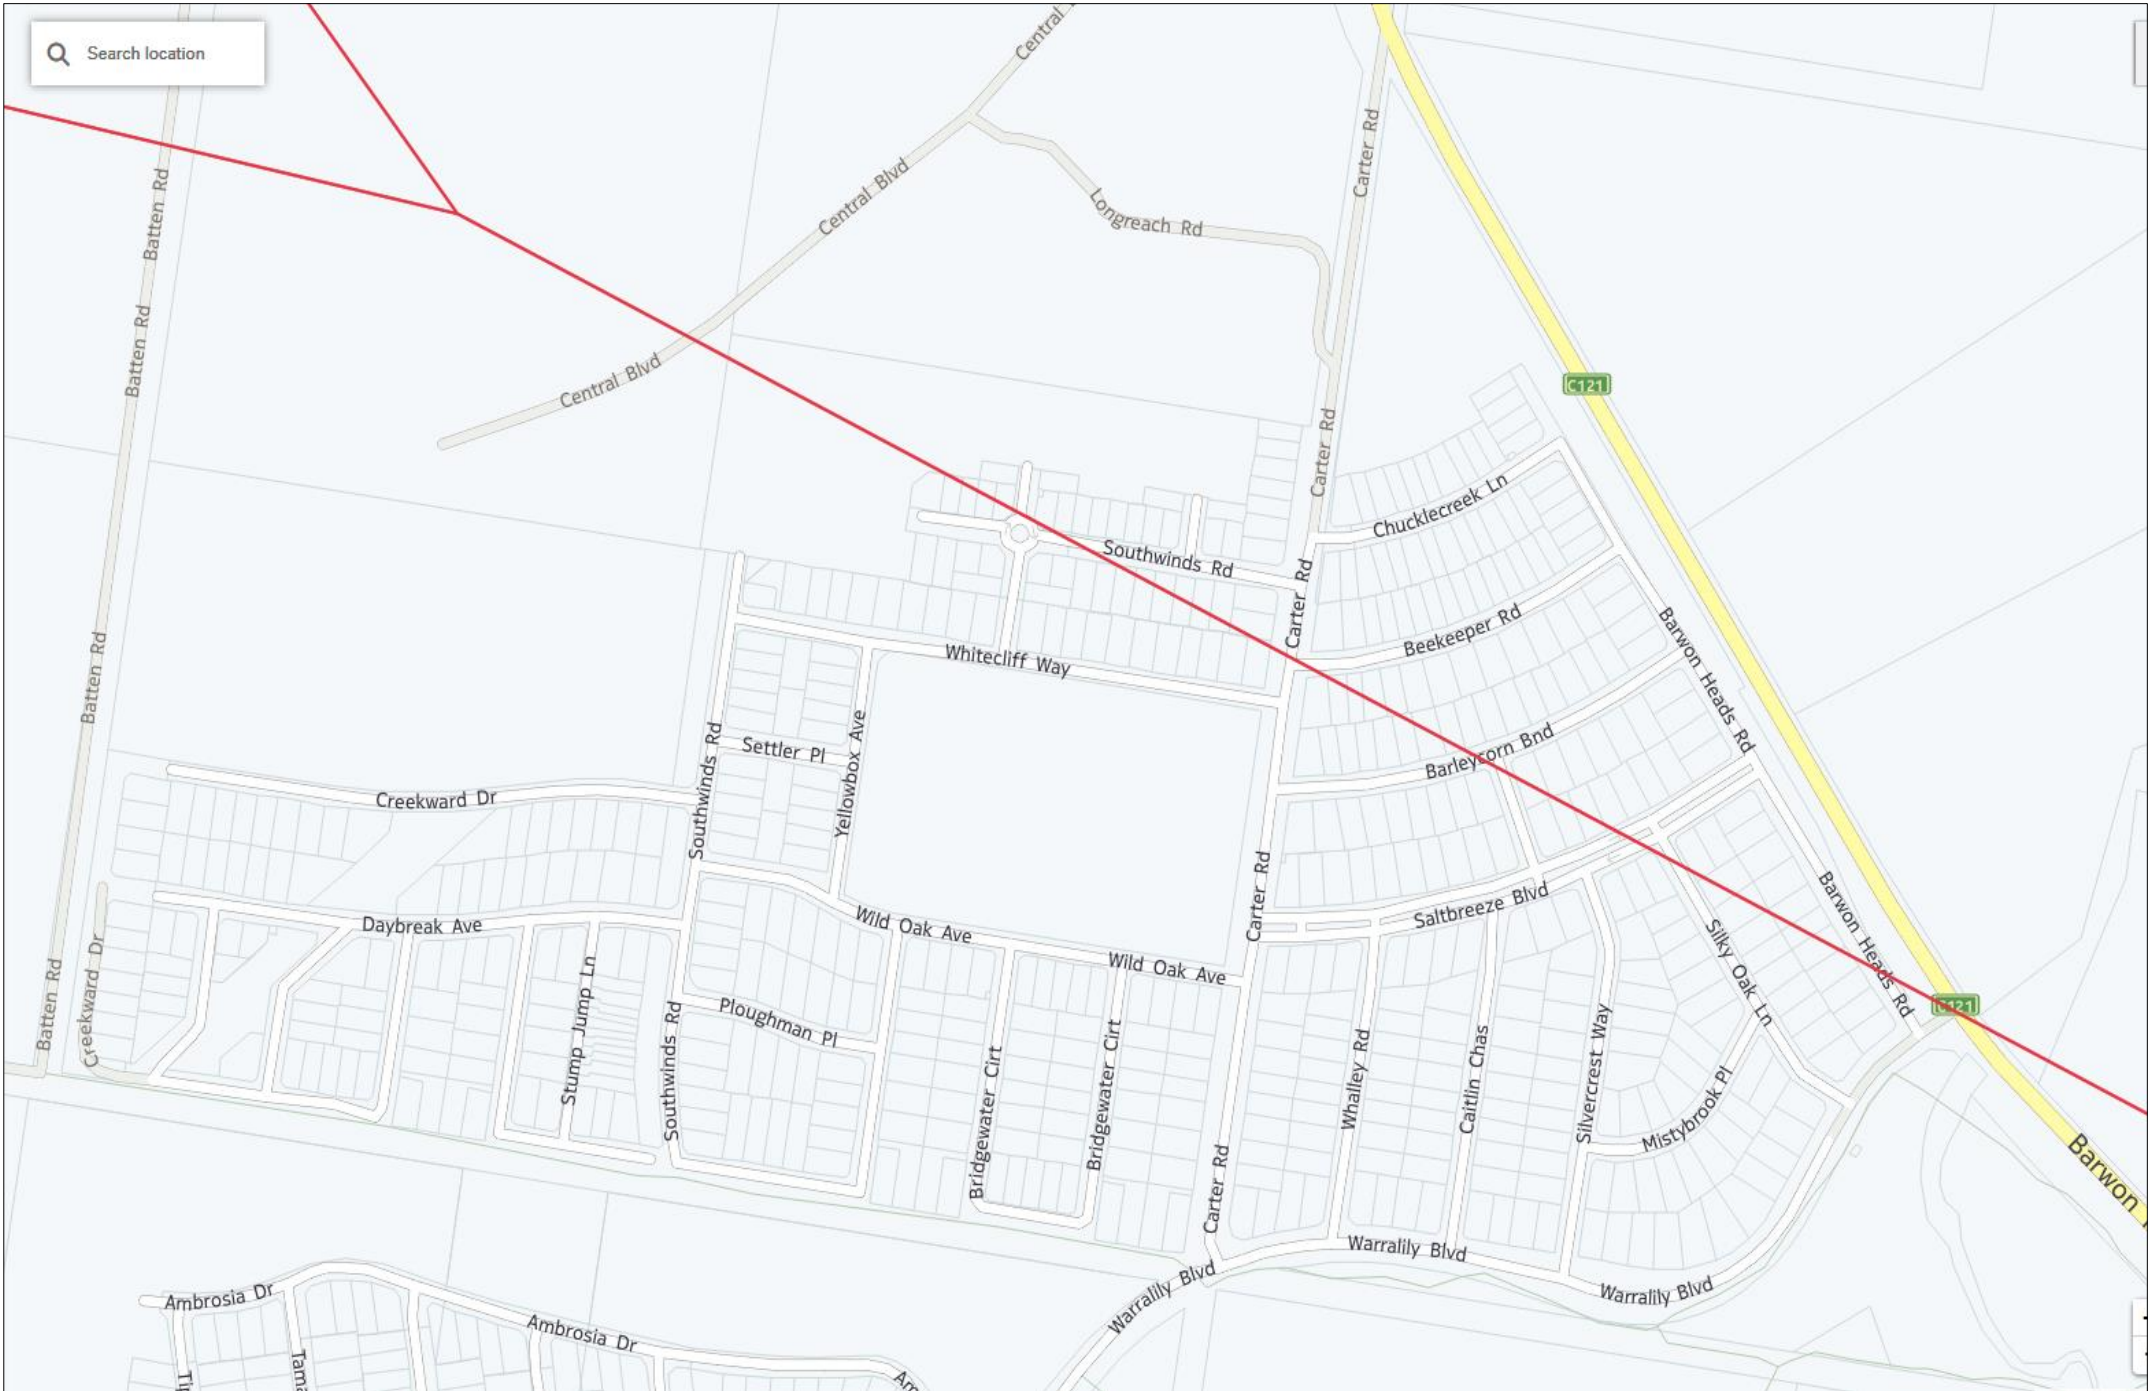 Search location
Central
Carter Rd
Batten Rd
Central Blvd
Longreach Rd
Batten Rd
Central Blvd
C121
Carter Rd
Chucklecreek Ln
Southwinds Rd
Carter Rd
Beekeeper Rd
Barwon Heads Rd
Batten Rd
Whitecliff Way
Settler Pl
Yellowbox Ave
Southwinds Rd
Barleycorn Bnd
Creekward Dr
Carter Rd
Saltbreeze Blvd
Barwon Heads Rd
Daybreak Ave
Wild Oak Ave
Wild Oak Ave
Silky Oak Ln
C121
Batten Rd
Creekward Dr
Stump Jump Ln
Southwinds Rd
Ploughman Pl
Bridgewater Cirt
Bridgewater Cirt
Whalley Rd
Caitlin Chas
Silvercrest Way
Mistybrook Pl
Barwon
Carter Rd
Warralily Blvd
Warralily Blvd
Warralily Blvd
Ambrosia Dr
Ambrosia Dr